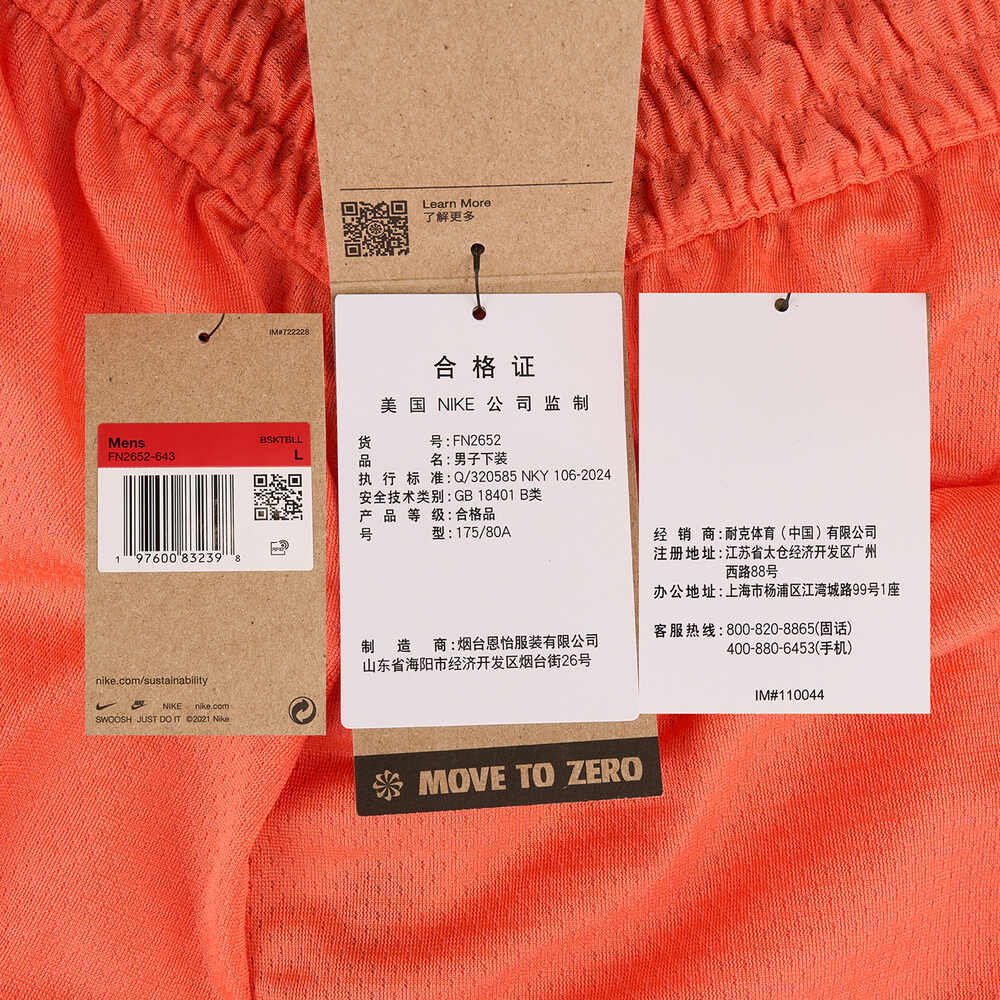 Learn More
了解更多
IM#722228
Mens
BSKTBLL
FN2652-643
L
1 97600 83239 8
RFID
nike.com/sustainability
NIKE nike.com
SWOOSH JUST DO IT ©2021 Nike
合格证
美国 NIKE 公司监制
货号:FN2652
品名:男子下装
执行标准:Q/320585 NKY 106-2024
安全技术类别:GB 18401 B类
产品等级:合格品
号型:175/80A
制造商:烟台恩怡服装有限公司
山东省海阳市经济开发区烟台街26号
经销商:耐克体育(中国)有限公司
注册地址:江苏省太仓经济开发区广州
西路88号
办公地址:上海市杨浦区江湾城路99号1座
客服热线:800-820-8865(固话)
400-880-6453(手机)
IM#110044
MOVE TO ZERO